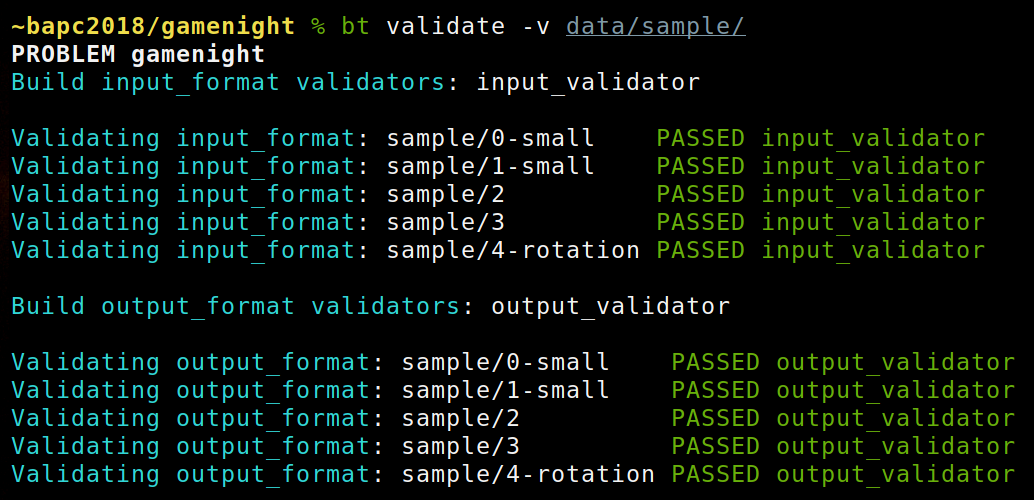 ~bapc2018/gamenight % bt validate -v data/sample/
PROBLEM gamenight
Build input_format validators: input_validator
Validating input_format: sample/0-small    PASSED input_validator
Validating input_format: sample/1-small    PASSED input_validator
Validating input_format: sample/2          PASSED input_validator
Validating input_format: sample/3          PASSED input_validator
Validating input_format: sample/4-rotation PASSED input_validator
Build output_format validators: output_validator
Validating output_format: sample/0-small    PASSED output_validator
Validating output_format: sample/1-small    PASSED output_validator
Validating output_format: sample/2          PASSED output_validator
Validating output_format: sample/3          PASSED output_validator
Validating output_format: sample/4-rotation PASSED output_validator